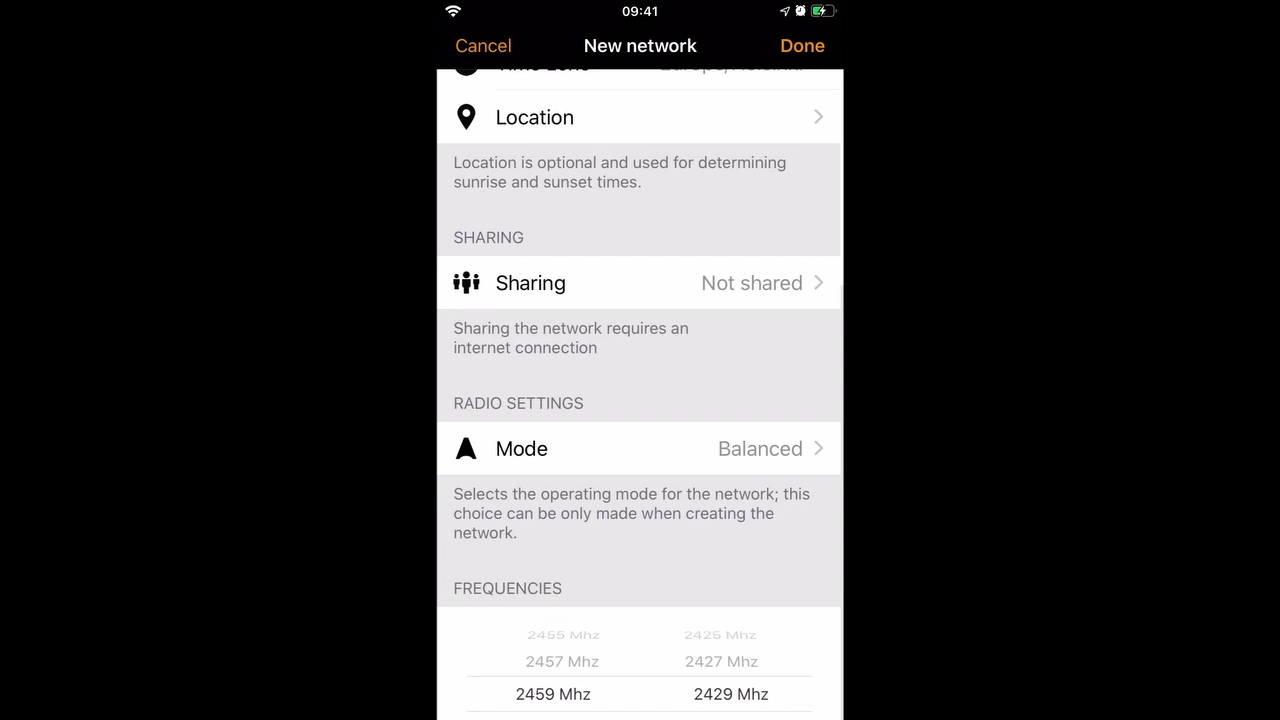 09:41
Cancel New network Done
Location
Location is optional and used for determining
sunrise and sunset times.
SHARING
Sharing Not shared
Sharing the network requires an
internet connection
RADIO SETTINGS
Mode Balanced
Selects the operating mode for the network; this
choice can be only made when creating the
network.
FREQUENCIES
2455 Mhz 2425 Mhz
2457 Mhz 2427 Mhz
2459 Mhz 2429 Mhz